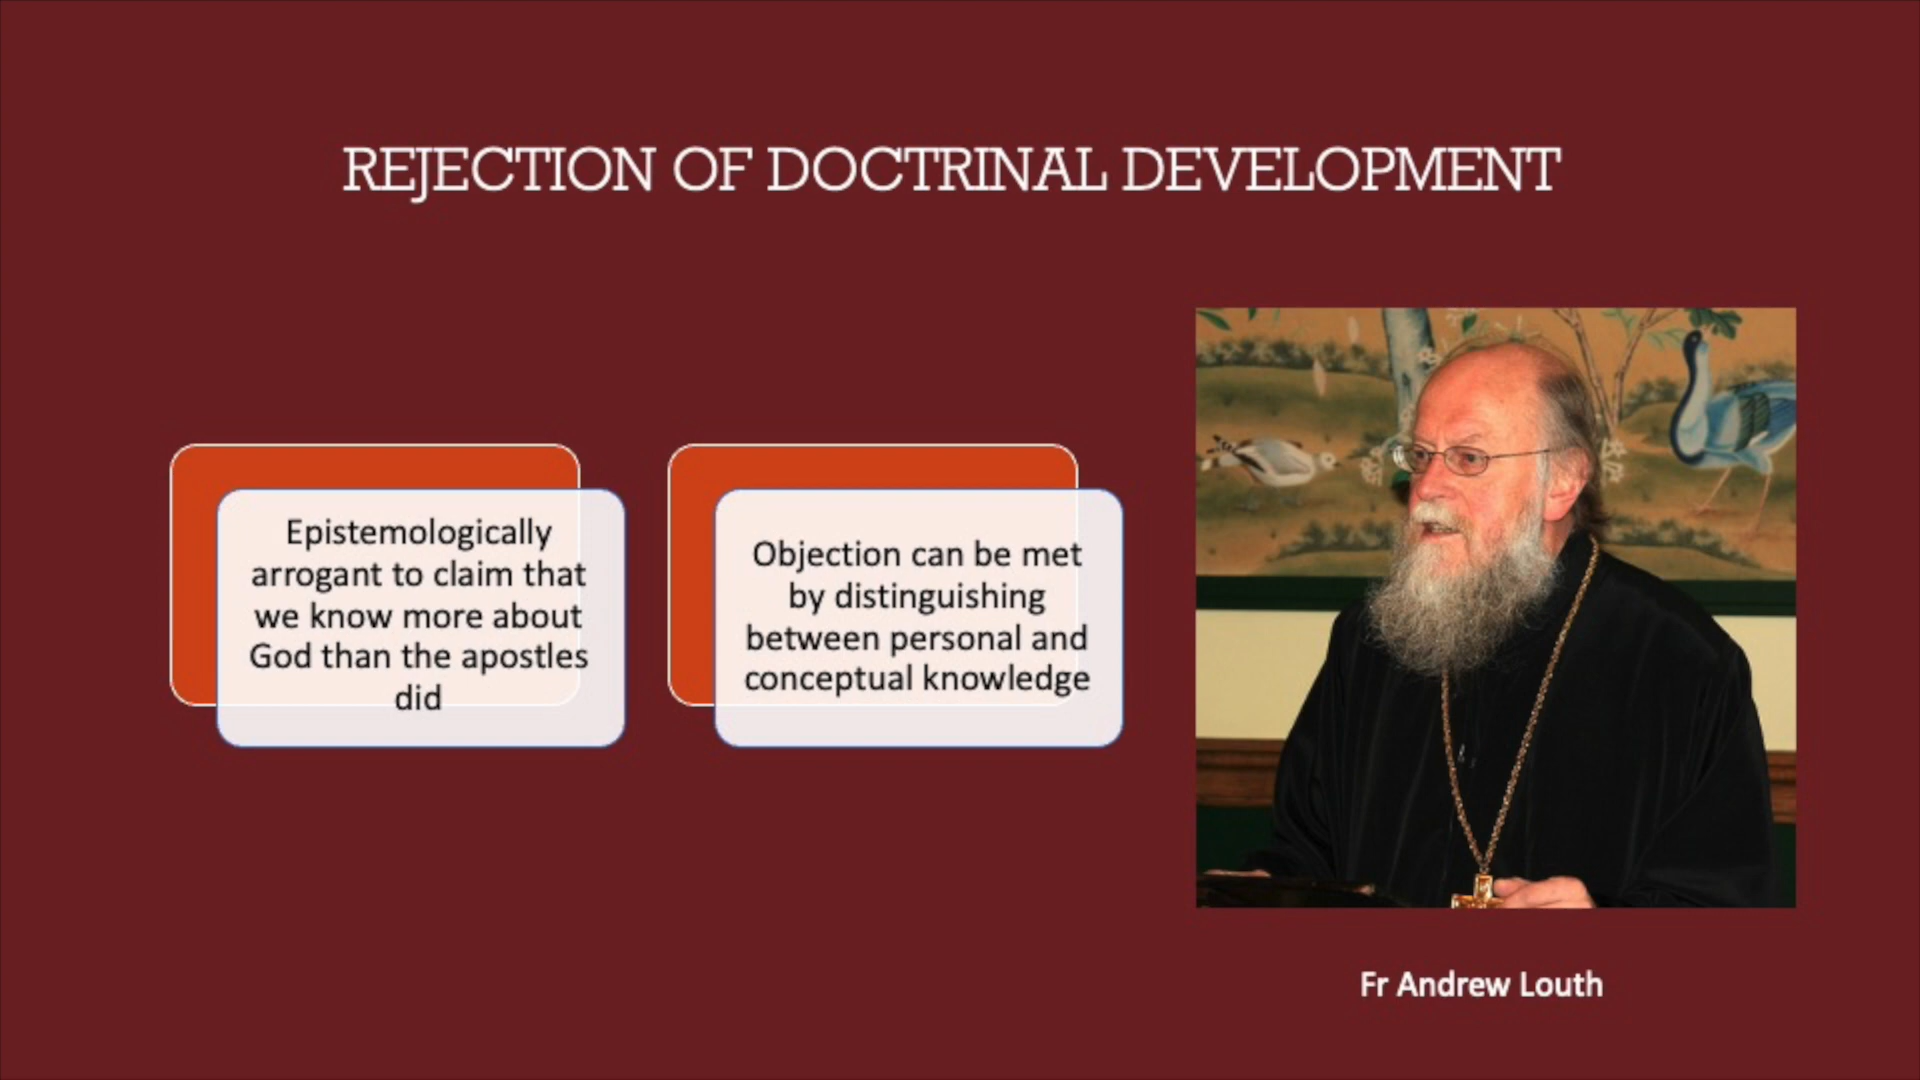 REJECTION OF DOCTRINAL DEVELOPMENT
Epistemologically
arrogant to claim that
we know more about
God than the apostles
did
Objection can be met
by distinguishing
between personal and
conceptual knowledge
Fr Andrew Louth